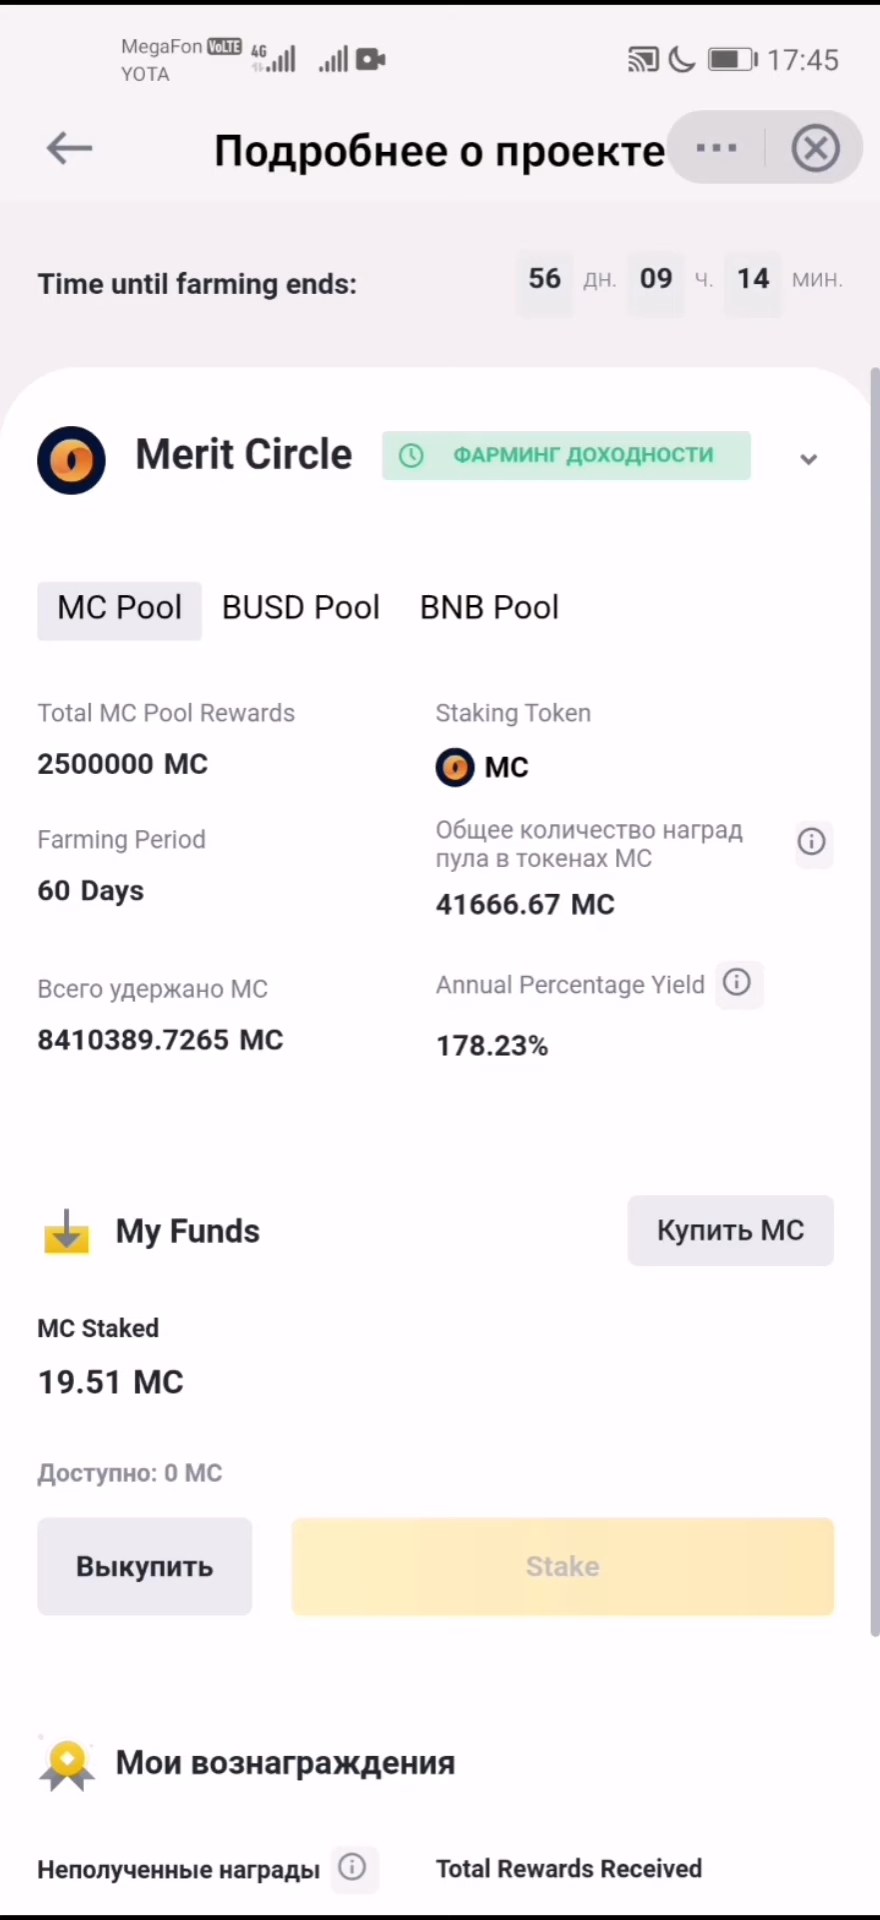 MegaFon VoLTE 4G
YOTA
17:45
Подробнее о проекте
Time until farming ends: 56 дн. 09 ч. 14 мин.
Merit Circle ФАРМИНГ ДОХОДНОСТИ
MC Pool BUSD Pool BNB Pool
Total MC Pool Rewards
2500000 MC
Staking Token
MC
Farming Period
60 Days
Общее количество наград
пула в токенах MC
41666.67 MC
Всего удержано MC
8410389.7265 MC
Annual Percentage Yield
178.23%
My Funds
Купить MC
MC Staked
19.51 MC
Доступно: 0 MC
Выкупить
Stake
Мои вознаграждения
Неполученные награды
Total Rewards Received